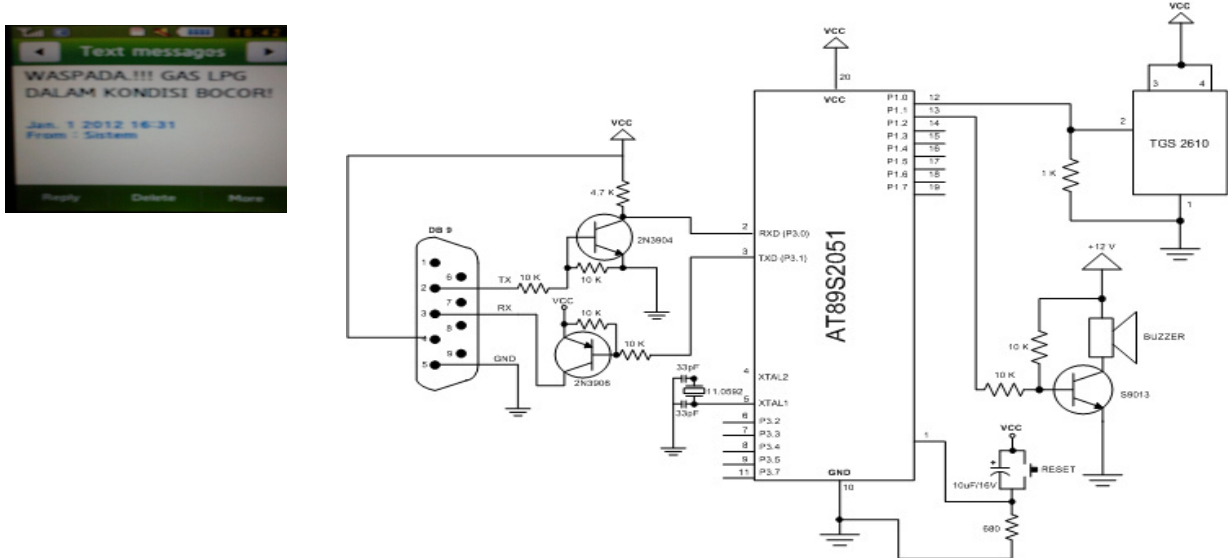 Text messages
WASPADA.!!! GAS LPG
DALAM KONDISI BOCOR!
Jan. 1 2012 16:31
From : Sistem
Reply Delete More
VCC
4.7 K
2N3904
10 K
DB 9
1
6
2
7
3
8
4
9
5
TX 10 K
RX
GND
VCC
10 K
10 K
2N3906
33pF
11.0592
33pF
VCC
20
VCC
AT89S2051
2 RXD (P3.0)
3 TXD (P3.1)
4 XTAL2
5 XTAL1
6 P3.2
7 P3.3
8 P3.4
9 P3.5
11 P3.7
GND
10
P1.0 12
P1.1 13
P1.2 14
P1.3 15
P1.4 16
P1.5 17
P1.6 18
P1.7 19
1
VCC
3 4
2
TGS 2610
1
1 K
+12 V
BUZZER
10 K
10 K
S9013
VCC
RESET
10uF/16V
680